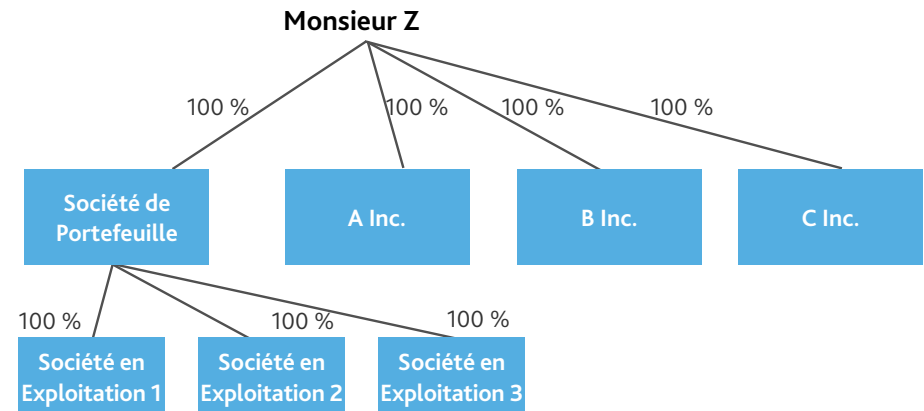 Monsieur Z
100 %
100 %
100 %
100 %
Société de
Portefeuille
A Inc.
B Inc.
C Inc.
100 %
100 %
100 %
Société en
Exploitation 1
Société en
Exploitation 2
Société en
Exploitation 3